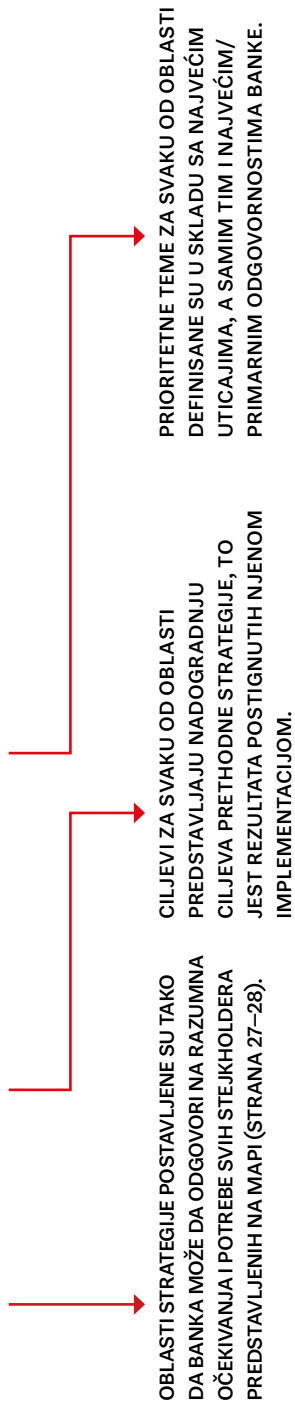 OBLASTI STRATEGIJE POSTAVLJENE SU TAKO
DA BANKA MOŽE DA ODGOVORI NA RAZUMNA
OČEKIVANJA I POTREBE SVIH STEJKHOLDERA
PREDSTAVLJENIH NA MAPI (STRANA 27–28).
CILJEVI ZA SVAKU OD OBLASTI
PREDSTAVLJAJU NADOGRADNJU
CILJEVA PRETHODNE STRATEGIJE, TO
JEST REZULTATA POSTIGNUTIH NJENOM
IMPLEMENTACIJOM.
PRIORITETNE TEME ZA SVAKU OD OBLASTI
DEFINISANE SU U SKLADU SA NAJVEĆIM
UTICAJIMA, A SAMIM TIM I NAJVEĆIM/
PRIMARNIM ODGOVORNOSTIMA BANKE.